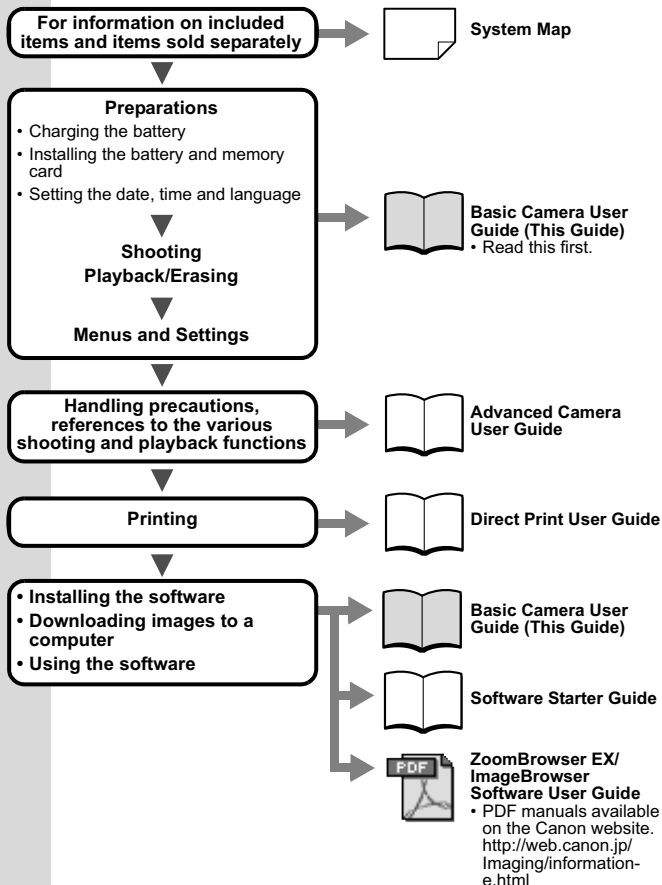 For information on included
items and items sold separately
System Map
Preparations
• Charging the battery
• Installing the battery and memory
card
• Setting the date, time and language
Shooting
Playback/Erasing
Menus and Settings
Basic Camera User
Guide (This Guide)
• Read this first.
Handling precautions,
references to the various
shooting and playback functions
Advanced Camera
User Guide
Printing
Direct Print User Guide
• Installing the software
• Downloading images to a
computer
• Using the software
Basic Camera User
Guide (This Guide)
Software Starter Guide
PDF
ZoomBrowser EX/
ImageBrowser
Software User Guide
• PDF manuals available
on the Canon website.
http://web.canon.jp/
Imaging/information-
e.html